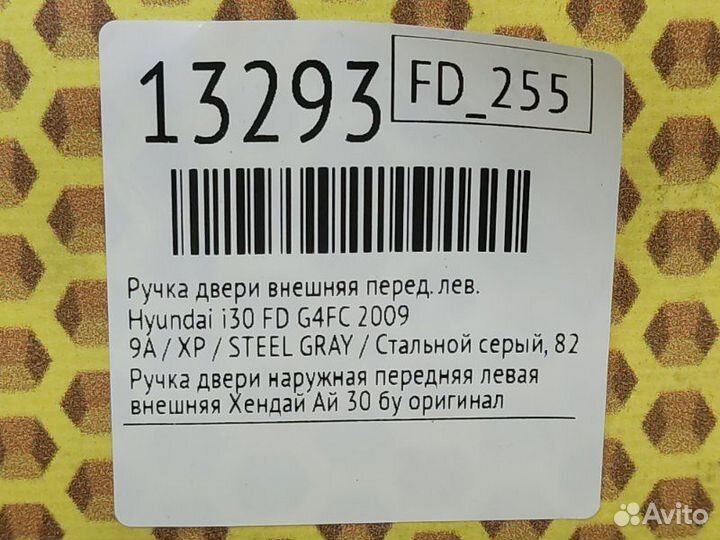 13293
FD_255
Ручка двери внешняя перед. лев.
Hyundai i30 FD G4FC 2009
9A / XP / STEEL GRAY / Стальной серый, 82
Ручка двери наружная передняя левая
внешняя Хендай Ай 30 бу оригинал
Avito